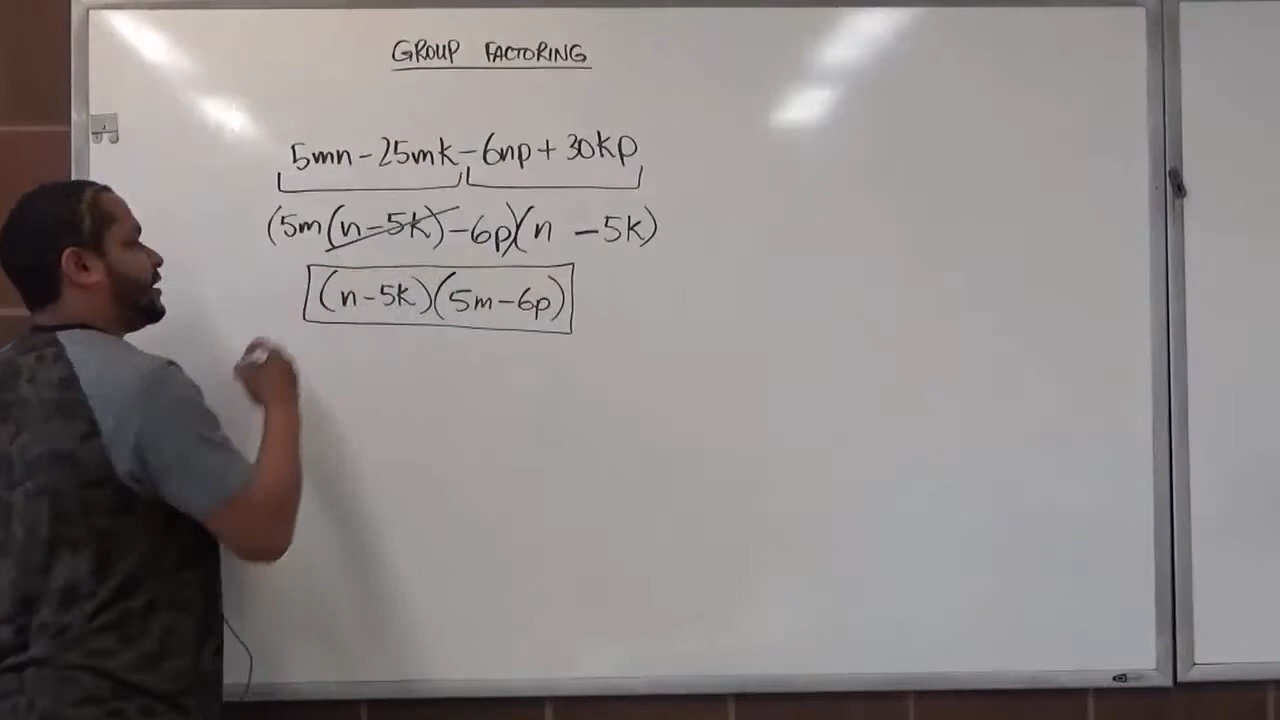 GROUP FACTORING
5mn - 25mk - 6np + 30kp
(5m(n - 5k) - 6p)(n - 5k)
(n - 5k)(5m - 6p)